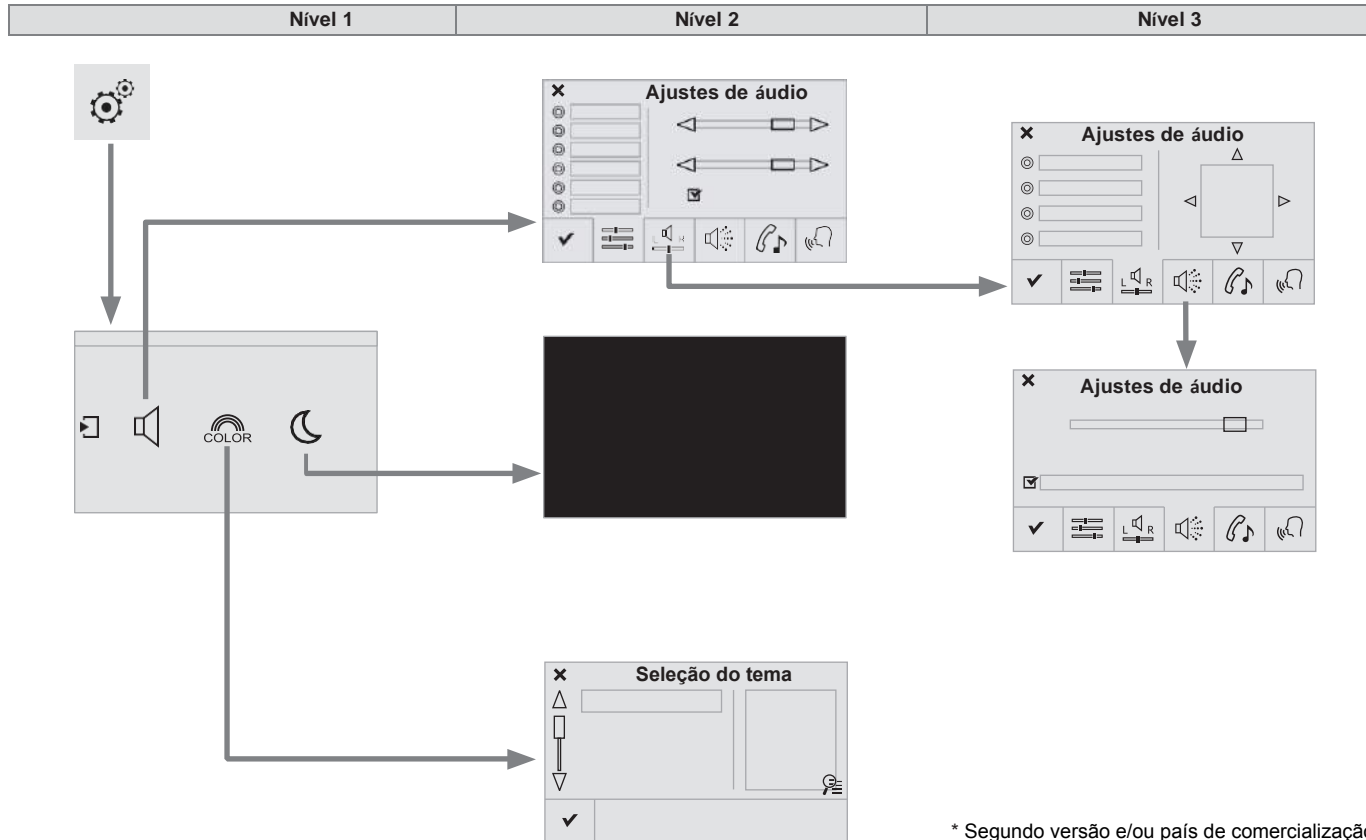 Nível 1
Nível 2
Nível 3
Ajustes de áudio
L R
Ajustes de áudio
L R
COLOR
Ajustes de áudio
L R
Seleção do tema
* Segundo versão e/ou país de comercializaçã